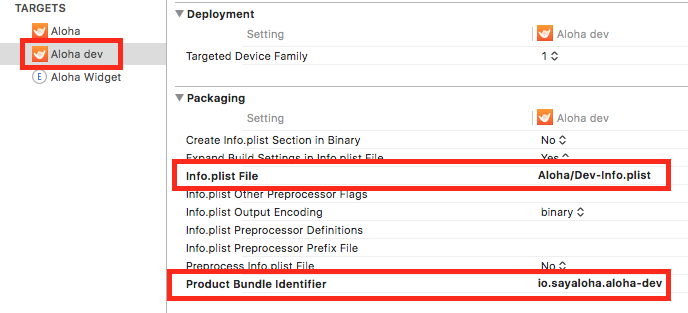 TARGETS
Aloha
Aloha dev
E Aloha Widget
Deployment
Setting Aloha dev
Targeted Device Family 1
Packaging
Setting Aloha dev
Create Info.plist Section in Binary No
Expand Build Settings in Info.plist File Yes
Info.plist File Aloha/Dev-Info.plist
Info.plist Other Preprocessor Flags
Info.plist Output Encoding binary
Info.plist Preprocessor Definitions
Info.plist Preprocessor Prefix File
Preprocess Info.plist File No
Product Bundle Identifier io.sayaloha.aloha-dev